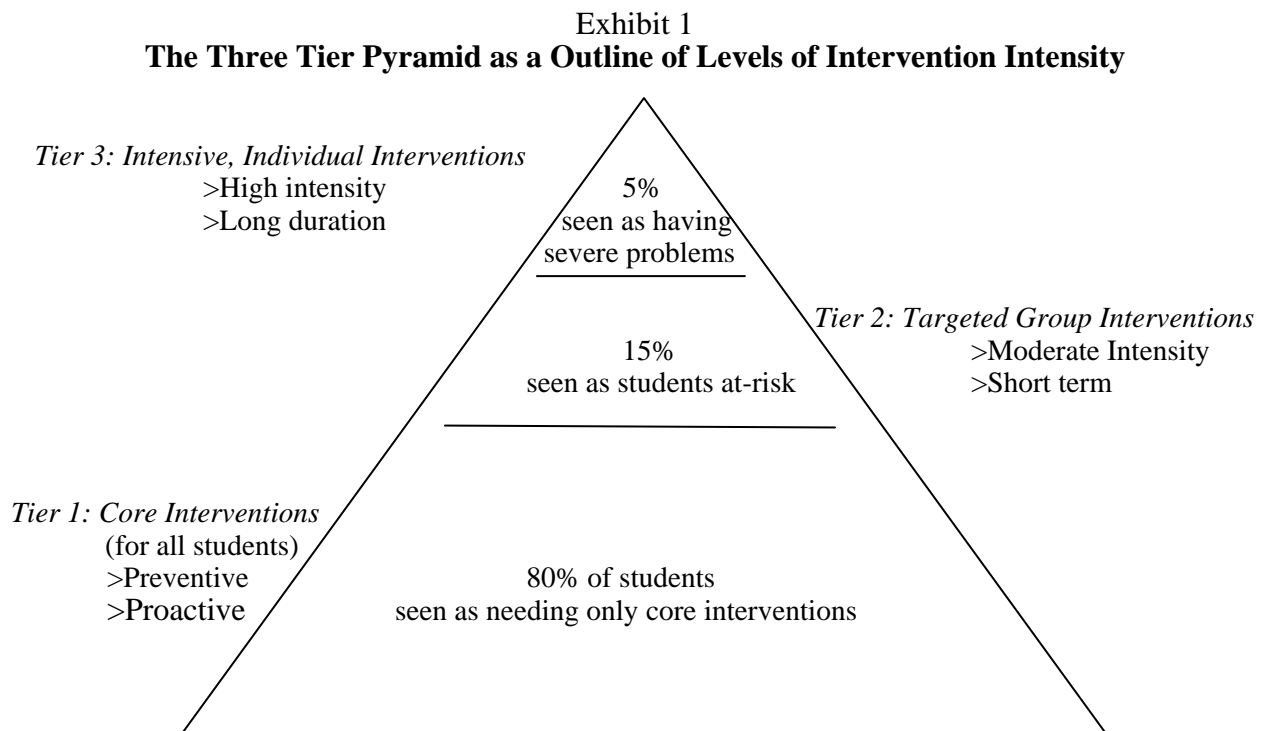 Exhibit 1
The Three Tier Pyramid as a Outline of Levels of Intervention Intensity
Tier 3: Intensive, Individual Interventions
>High intensity
>Long duration
5%
seen as having
severe problems
Tier 2: Targeted Group Interventions
>Moderate Intensity
>Short term
15%
seen as students at-risk
Tier 1: Core Interventions
(for all students)
>Preventive
>Proactive
80% of students
seen as needing only core interventions